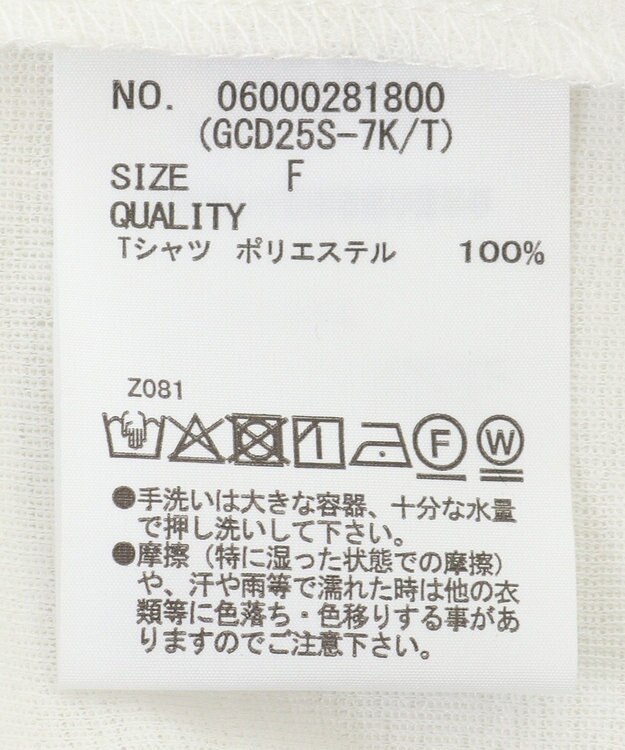 NO. 06000281800
(GCD25S-7K/T)
SIZE F
QUALITY
Tシャツ ポリエステル 100%
Z081
F W
●手洗いは大きな容器、十分な水量
で押し洗いして下さい。
●摩擦（特に湿った状態での摩擦）
や、汗や雨等で濡れた時は他の衣
類等に色落ち・色移りする事があ
りますのでご注意下さい。